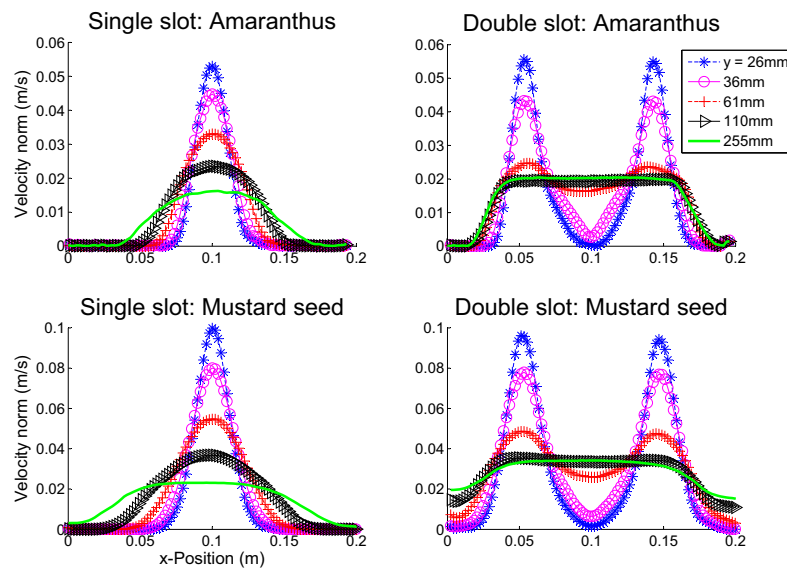 Single slot: Amaranthus
Velocity norm (m/s)
0.06
0.05
0.04
0.03
0.02
0.01
0
0 0.05 0.1 0.15 0.2
Double slot: Amaranthus
0.06
0.05
0.04
0.03
0.02
0.01
0
0 0.05 0.1 0.15 0.2
y = 26mm
36mm
61mm
110mm
255mm
Single slot: Mustard seed
Velocity norm (m/s)
0.1
0.08
0.06
0.04
0.02
0
0 0.05 0.1 0.15 0.2
x-Position (m)
Double slot: Mustard seed
0.1
0.08
0.06
0.04
0.02
0
0 0.05 0.1 0.15 0.2